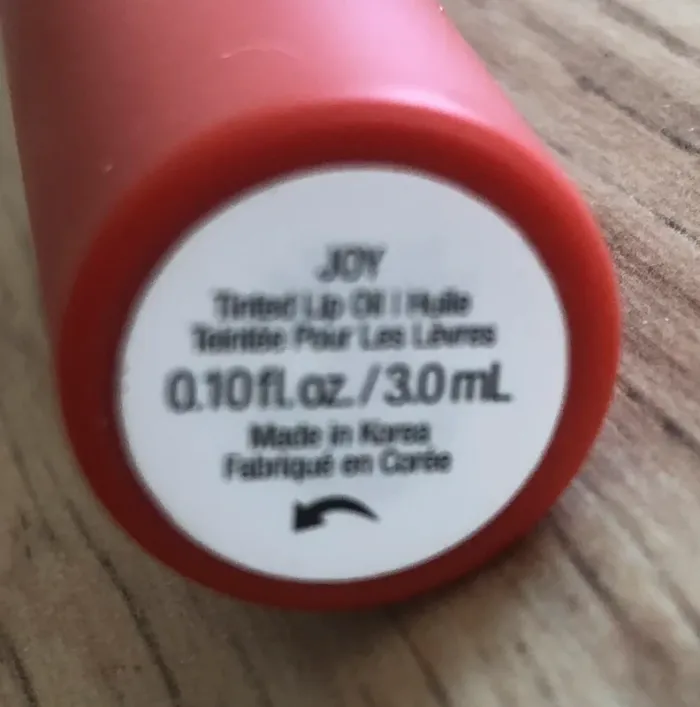 JOY
Tinted Lip Oil | Huile
Teintée Pour Les Lèvres
0.10 fl. oz. / 3.0 mL
Made in Korea
Fabriqué en Corée